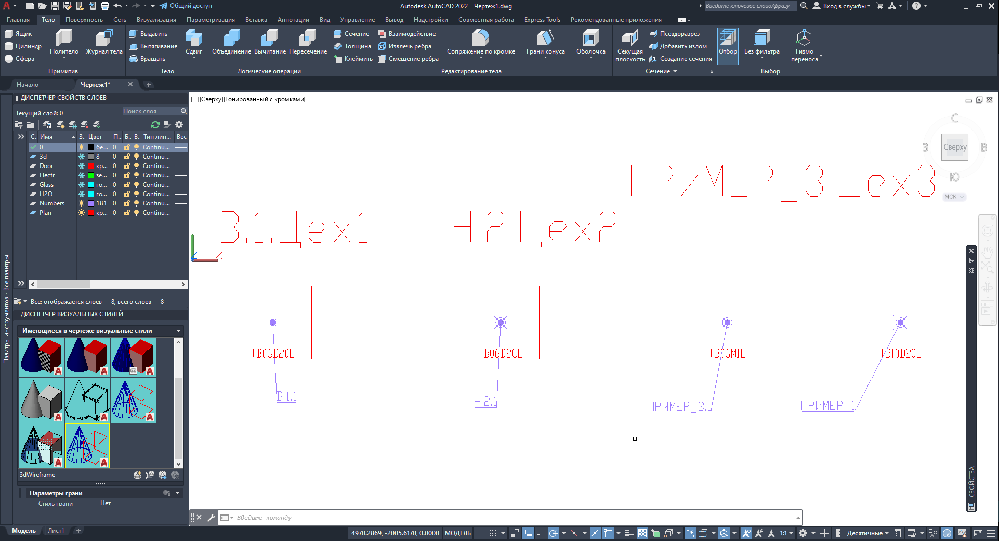 Общий доступ
Autodesk AutoCAD 2022 Чертеж1.dwg
Введите ключевое слово/фразу
Вход в службы
Главная Тело Поверхность Сеть Визуализация Параметризация Вставка Аннотации Вид Управление Вывод Надстройки Совместная работа Express Tools Рекомендованные приложения
Ящик
Цилиндр
Сфера
Политело
Журнал тела
Примитив
Выдавить
Вытягивание
Вращать
Сдвиг
Тело
Объединение Вычитание Пересечение
Логические операции
Сечение
Толщина
Клеймить
Взаимодействие
Извлечь ребра
Смещение ребра
Сопряжение по кромке
Грани конуса
Оболочка
Редактирование тела
Секущая
плоскость
Псевдоразрез
Добавить излом
Создание сечения
Сечение
Отбор
Без фильтра
Гизмо
переноса
Выбор
Начало
Чертеж1*
ДИСПЕТЧЕР СВОЙСТВ СЛОЕВ
Текущий слой: 0
Поиск слоя
С. Имя З.. Цвет П.. Б.. В.. Тип лин... Вес
0 бе... 0 Continu...
3d 8 0 Continu...
Door кр... 0 Continu...
Electr зе... 0 Continu...
Glass го... 0 Continu...
H2O го... 0 Continu...
Numbers 181 0 Continu...
Plan кр... 0 Continu...
Все: отображается слоев — 8, всего слоев — 8
Палитры инструментов - Все палитры
ДИСПЕТЧЕР ВИЗУАЛЬНЫХ СТИЛЕЙ
Имеющиеся в чертеже визуальные стили
3dWireframe
Параметры грани
Стиль грани Нет
[−][Сверху][Тонированный с кромками]
С
З
Сверху
В
Ю
МСК
ПРИМЕР_3.Цех3
В.1.Цех1
Н.2.Цех2
Y
Z
X
TB06D20L
TB06D2CL
TB06M1L
TB10D20L
В.1.1
Н.2.1
ПРИМЕР_3.1
ПРИМЕР_1
СВОЙСТВА
Введите команду
Модель Лист1
4970.2869, -2005.6170, 0.0000 МОДЕЛЬ
1:1
Десятичные